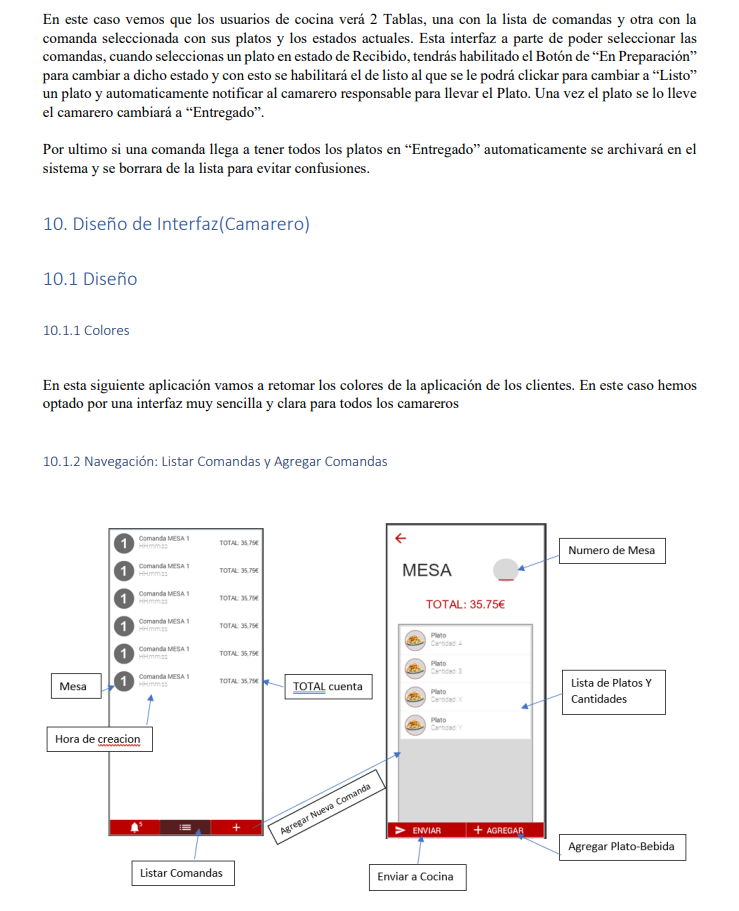 En este caso vemos que los usuarios de cocina verá 2 Tablas, una con la lista de comandas y otra con la
comanda seleccionada con sus platos y los estados actuales. Esta interfaz a parte de poder seleccionar las
comandas, cuando seleccionas un plato en estado de Recibido, tendrás habilitado el Botón de “En Preparación”
para cambiar a dicho estado y con esto se habilitará el de listo al que se le podrá clickar para cambiar a “Listo”
un plato y automaticamente notificar al camarero responsable para llevar el Plato. Una vez el plato se lo lleve
el camarero cambiará a “Entregado”.
Por ultimo si una comanda llega a tener todos los platos en “Entregado” automaticamente se archivará en el
sistema y se borrara de la lista para evitar confusiones.
10. Diseño de Interfaz(Camarero)
10.1 Diseño
10.1.1 Colores
En esta siguiente aplicación vamos a retomar los colores de la aplicación de los clientes. En este caso hemos
optado por una interfaz muy sencilla y clara para todos los camareros
10.1.2 Navegación: Listar Comandas y Agregar Comandas
1 Comanda MESA 1 TOTAL: 35,75€
HH:mm:ss
1 Comanda MESA 1 TOTAL: 35,75€
HH:mm:ss
1 Comanda MESA 1 TOTAL: 35,75€
HH:mm:ss
1 Comanda MESA 1 TOTAL: 35,75€
HH:mm:ss
1 Comanda MESA 1 TOTAL: 35,75€
HH:mm:ss
1 Comanda MESA 1 TOTAL: 35,75€
HH:mm:ss
Mesa
TOTAL cuenta
Hora de creacion
5
+
Agregar Nueva Comanda
Listar Comandas
MESA
Numero de Mesa
TOTAL: 35.75€
Plato
Cantidad: 4
Plato
Cantidad: 3
Plato
Cantidad: X
Plato
Cantidad: Y
Lista de Platos Y
Cantidades
ENVIAR
+ AGREGAR
Agregar Plato-Bebida
Enviar a Cocina